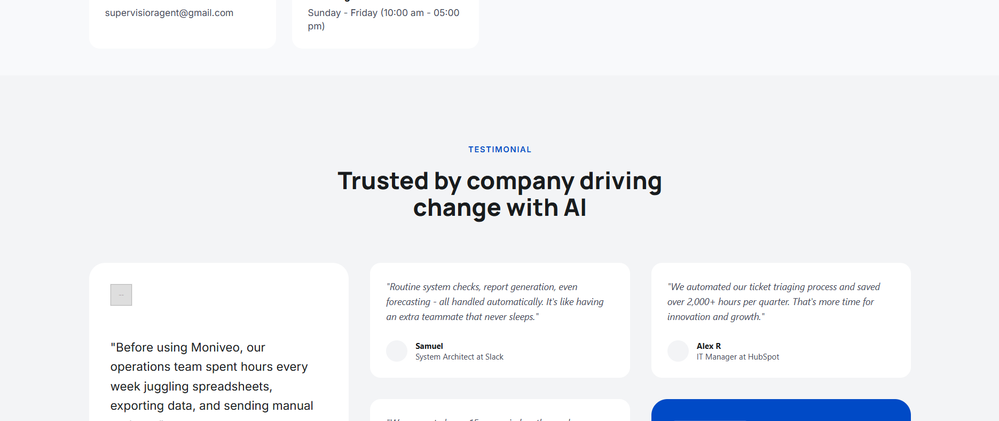 supervisioragent@gmail.com
Sunday - Friday (10:00 am - 05:00
pm)
TESTIMONIAL
Trusted by company driving
change with AI
"Before using Moniveo, our
operations team spent hours every
week juggling spreadsheets,
exporting data, and sending manual
"Routine system checks, report generation, even
forecasting - all handled automatically. It's like having
an extra teammate that never sleeps."
Samuel
System Architect at Slack
"We automated our ticket triaging process and saved
over 2,000+ hours per quarter. That's more time for
innovation and growth."
Alex R
IT Manager at HubSpot